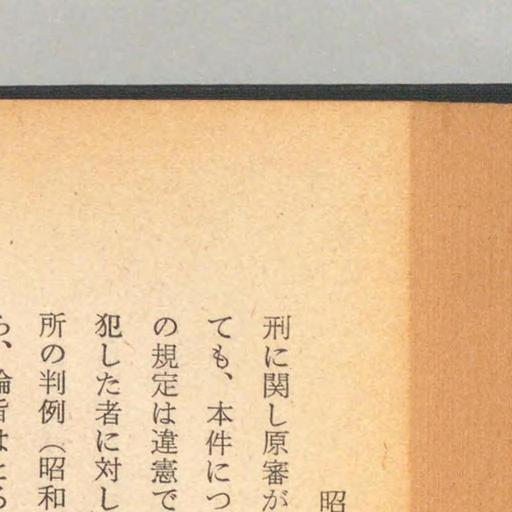 昭
刑に関し原審が
ても、本件につ
の規定は違憲で
犯した者に対し
所の判例（昭和
ら、論旨はとる